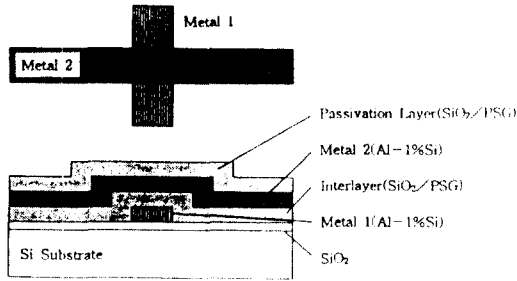 Metal 1
Metal 2
Passivation Layer(SiO₂/PSG)
Metal 2(Al-1%Si)
Interlayer(SiO₂/PSG)
Metal 1(Al-1%Si)
SiO₂
Si Substrate